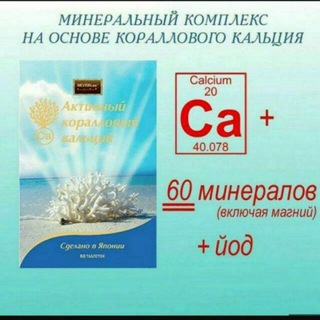 МИНЕРАЛЬНЫЙ КОМПЛЕКС
НА ОСНОВЕ КОРАЛЛОВОГО КАЛЬЦИЯ
Активный
коралловый
кальций
Ca
Сделано в Японии
Calcium
20
Ca
40.078
+
60 минералов
(включая магний)
+ йод